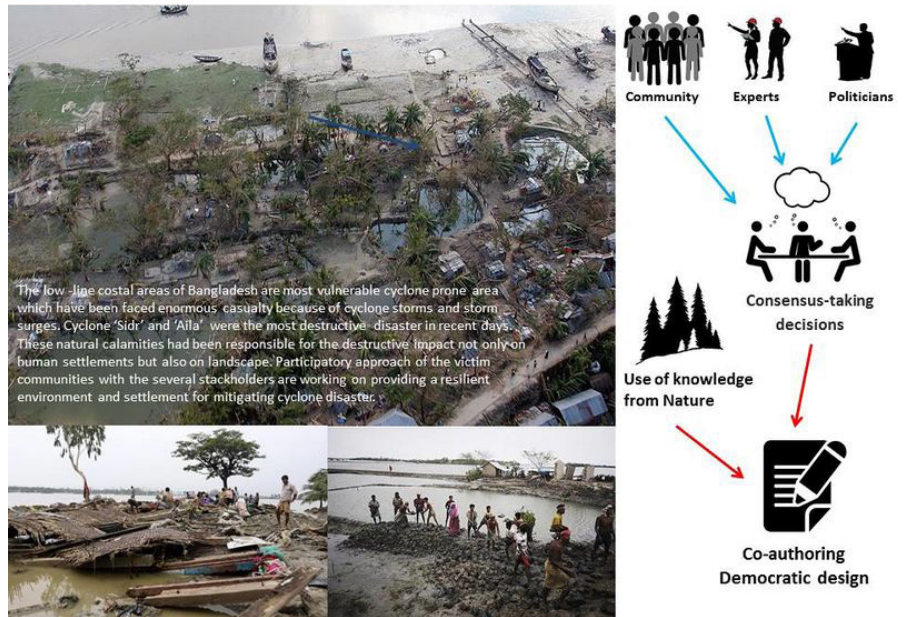 The low -line costal areas of Bangladesh are most vulnerable cyclone prone area
which have been faced enormous casualty because of cyclone storms and storm
surges. Cyclone ‘Sidr’ and ‘Aila’ were the most destructive disaster in recent days.
These natural calamities had been responsible for the destructive impact not only on
human settlements but also on landscape. Participatory approach of the victim
communities with the several stackholders are working on providing a resilient
environment and settlement for mitigating cyclone disaster.
Community
Experts
Politicians
Consensus-taking
decisions
Use of knowledge
from Nature
Co-authoring
Democratic design